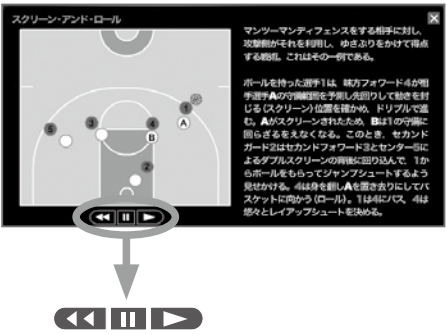 スクリーン・アンド・ロール
マンツーマンディフェンスをする相手に対し、
攻撃側がそれを利用し、ゆさぶりをかけて得点
する戦術。これはその一例である。
ボールを持った選手1は、味方フォワード4が相
手選手Aの守備範囲を予測し先回りして動きを封
じる(スクリーン)位置を確かめ、ドリブルで進
む。Aがスクリーンされたため、Bは1の守備に
回らざるをえなくなる。このとき、セカンド
ガード2はセカンドフォワード3とセンター5に
よるダブルスクリーンの背後に回り込んで、1か
らボールをもらってジャンプシュートするよう
見せかける。4は身を翻しAを置き去りにしてバ
スケットに向かう(ロール)。1は4にパス、4は
悠々とレイアップシュートを決める。
1
A
5
3
4
B
2